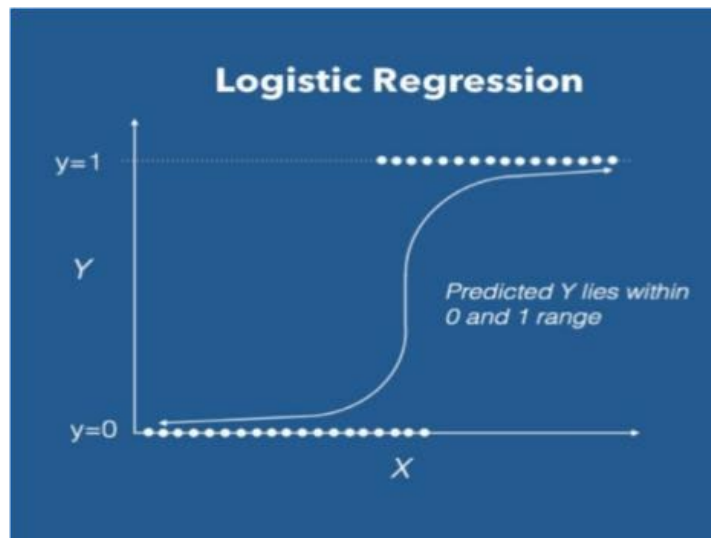 Logistic Regression
y=1
Y
Predicted Y lies within
0 and 1 range
y=0
X